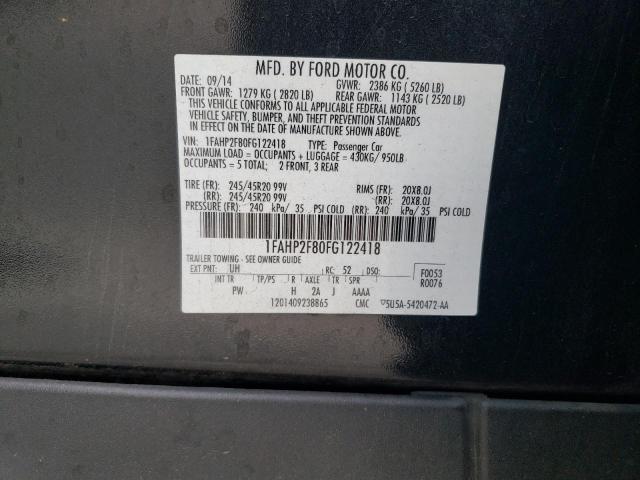 MFD. BY FORD MOTOR CO.
DATE: 09/14 GVWR: 2386 KG ( 5260 LB)
FRONT GAWR: 1279 KG ( 2820 LB) REAR GAWR: 1143 KG ( 2520 LB)
THIS VEHICLE CONFORMS TO ALL APPLICABLE FEDERAL MOTOR
VEHICLE SAFETY, BUMPER, AND THEFT PREVENTION STANDARDS
IN EFFECT ON THE DATE OF MANUFACTURE SHOWN ABOVE.
VIN: 1FAHP2F80FG122418 TYPE: Passenger Car
MAXIMUM LOAD = OCCUPANTS + LUGGAGE = 430KG/ 950LB
OCCUPANTS = 5 TOTAL: 2 FRONT, 3 REAR
TIRE (FR): 245/45R20 99V RIMS (FR): 20X8.0J
(RR): 245/45R20 99V (RR): 20X8.0J
PRESSURE (FR): 240 kPa/ 35 PSI COLD (RR): 240 kPa/ 35 PSI COLD
1FAHP2F80FG122418
TRAILER TOWING - SEE OWNER GUIDE
EXT PNT: UH RC: 52 DSO: F0053
INT TR TP/PS R AXLE TR SPR R0076
PW H 2A J AAAA
1201409238865 CMC ▽5U5A-5420472-AA